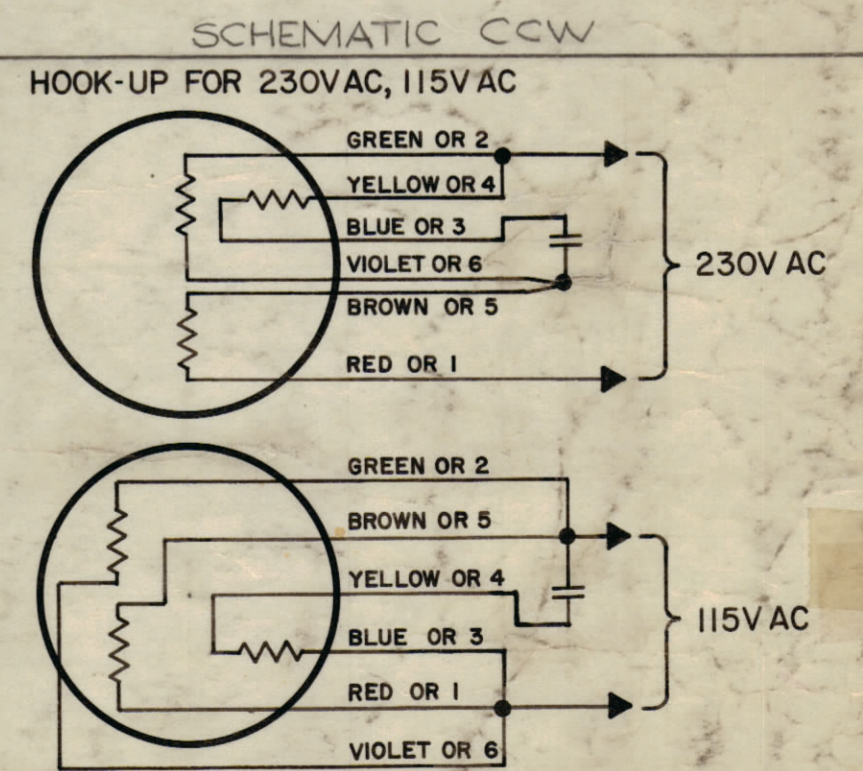 SCHEMATIC CCW
HOOK-UP FOR 230VAC, 115VAC
GREEN OR 2
YELLOW OR 4
BLUE OR 3
VIOLET OR 6
BROWN OR 5
RED OR 1
230V AC
GREEN OR 2
BROWN OR 5
YELLOW OR 4
BLUE OR 3
RED OR 1
VIOLET OR 6
115V AC